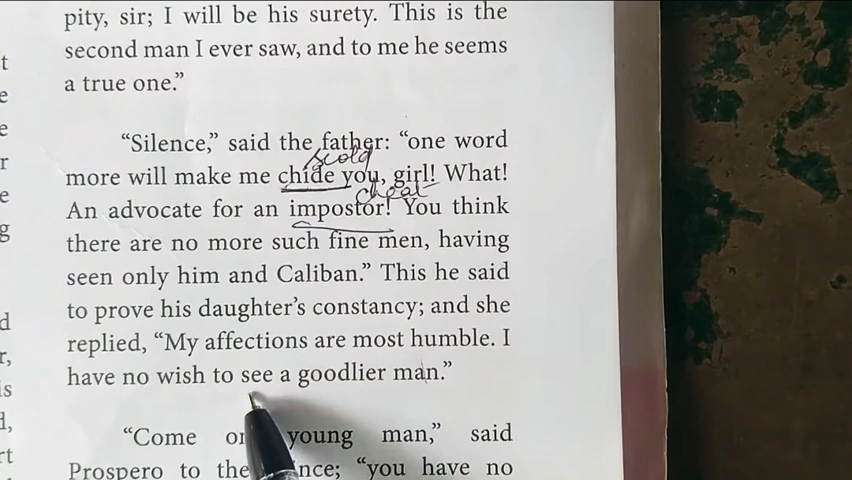 pity, sir; I will be his surety. This is the
second man I ever saw, and to me he seems
a true one.”
“Silence,” said the father: “one word
scold
more will make me chide you, girl! What!
cheat
An advocate for an impostor! You think
there are no more such fine men, having
seen only him and Caliban.” This he said
to prove his daughter’s constancy; and she
replied, “My affections are most humble. I
have no wish to see a goodlier man.”
“Come young man,” said
Prospero to the “you have no